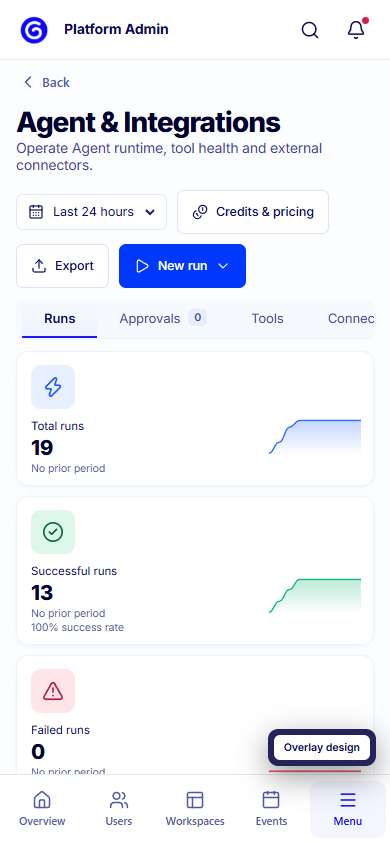 Platform Admin
Back
Agent & Integrations
Operate Agent runtime, tool health and external
connectors.
Last 24 hours
Credits & pricing
Export
New run
Runs
Approvals 0
Tools
Connec
Total runs
19
No prior period
Successful runs
13
No prior period
100% success rate
Failed runs
0
No prior period
Overlay design
Overview
Users
Workspaces
Events
Menu